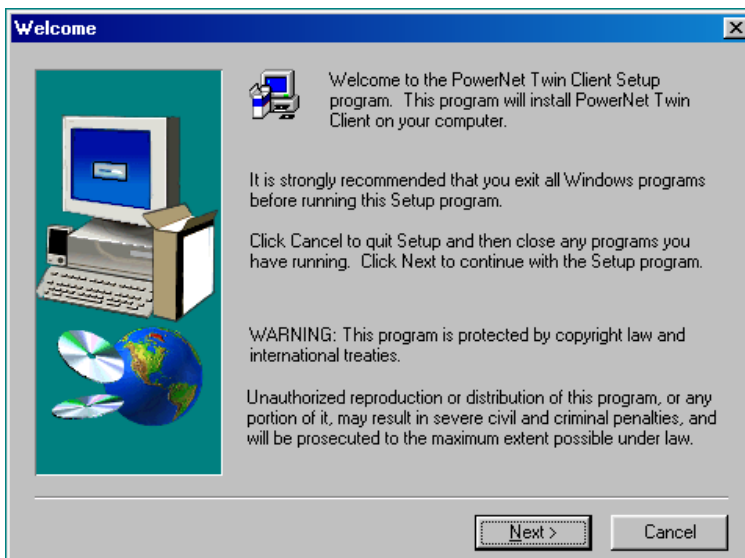 Welcome
Welcome to the PowerNet Twin Client Setup
program. This program will install PowerNet Twin
Client on your computer.
It is strongly recommended that you exit all Windows programs
before running this Setup program.
Click Cancel to quit Setup and then close any programs you
have running. Click Next to continue with the Setup program.
WARNING: This program is protected by copyright law and
international treaties.
Unauthorized reproduction or distribution of this program, or any
portion of it, may result in severe civil and criminal penalties, and
will be prosecuted to the maximum extent possible under law.
Next >
Cancel